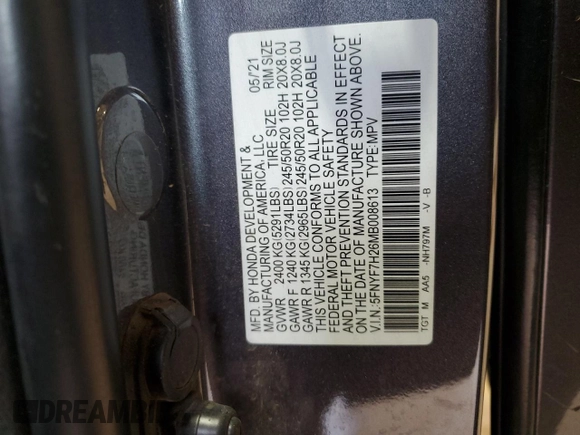 MFD. BY HONDA DEVELOPMENT & 05/21
MANUFACTURING OF AMERICA, LLC
GVWR 2400 KG (5291LBS) TIRE SIZE RIM SIZE
GAWR F 1240 KG (2734LBS) 245/50R20 102H 20X8.0J
GAWR R 1345 KG (2965LBS) 245/50R20 102H 20X8.0J
THIS VEHICLE CONFORMS TO ALL APPLICABLE
FEDERAL MOTOR VEHICLE SAFETY
AND THEFT PREVENTION STANDARDS IN EFFECT
ON THE DATE OF MANUFACTURE SHOWN ABOVE.
V.I.N.:5FNYF7H26MB008613 TYPE: MPV
TGT M AA5 -NH797M -V -B
DREAMBI